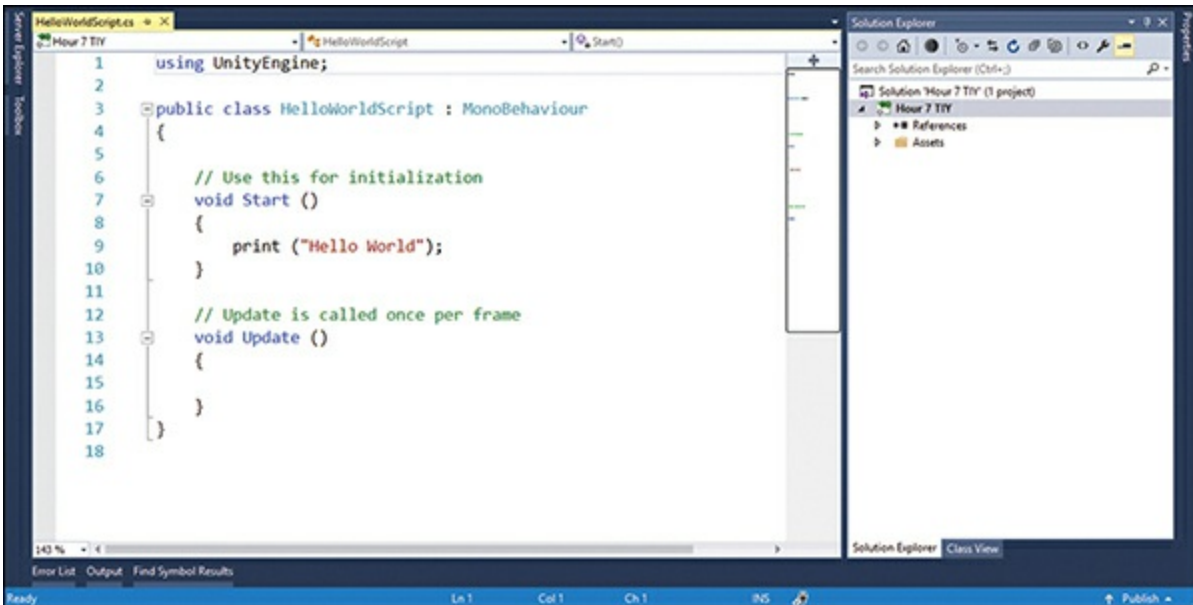 Server Explorer
Toolbox
HelloWorldScript.cs
Hour 7 TIY
HelloWorldScript
Start()
1 using UnityEngine;
2
3 public class HelloWorldScript : MonoBehaviour
4 {
5
6 // Use this for initialization
7 void Start ()
8 {
9 print ("Hello World");
10 }
11
12 // Update is called once per frame
13 void Update ()
14 {
15
16 }
17 }
18
143 %
Error List Output Find Symbol Results
Solution Explorer
Search Solution Explorer (Ctrl+;)
Solution 'Hour 7 TIY' (1 project)
Hour 7 TIY
References
Assets
Solution Explorer Class View
Properties
Ready Ln 1 Col 1 Ch 1 INS Publish